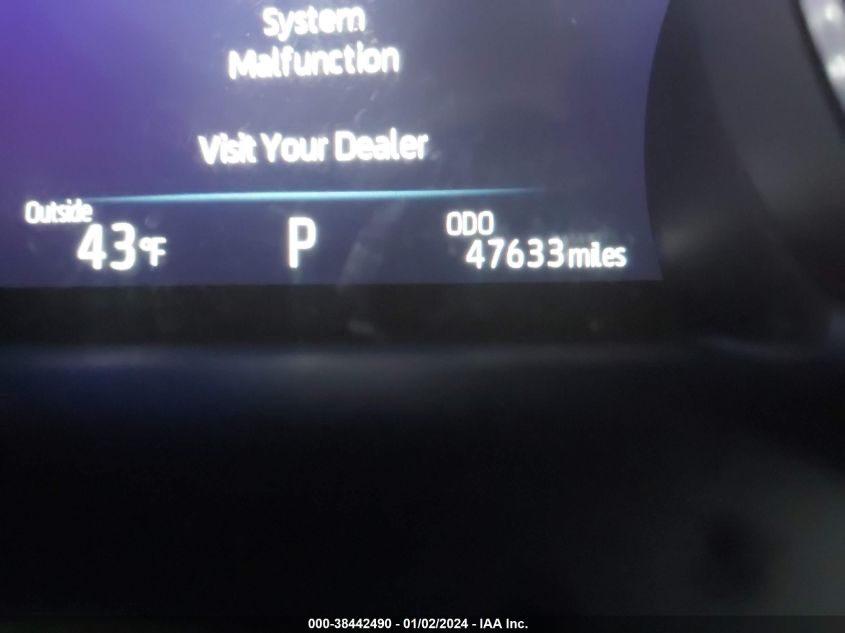 System
Malfunction
Visit Your Dealer
Outside
43°F
P
ODO
47633 miles
000-38442490 - 01/02/2024 - IAA Inc.